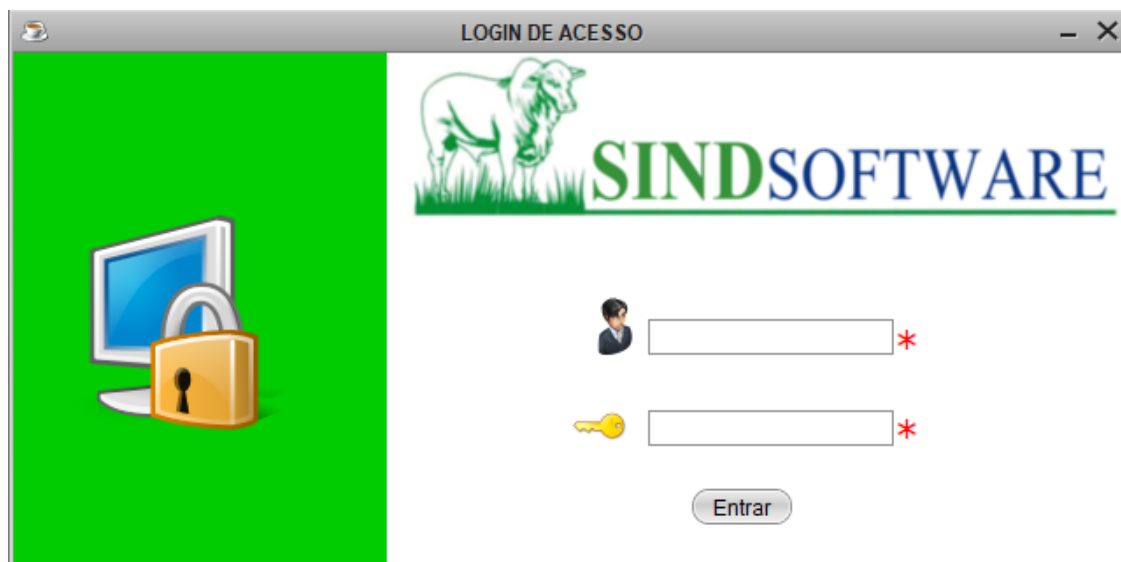 LOGIN DE ACESSO
SINDSOFTWARE
*
*
Entrar